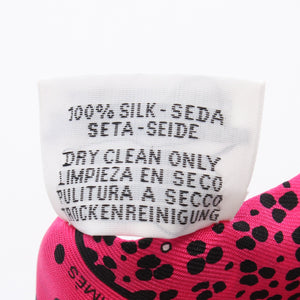 100% SILK - SEDA
SETA - SEIDE
DRY CLEAN ONLY
LIMPIEZA EN SECO
PULITURA A SECCO
TROCKENREINIGUNG